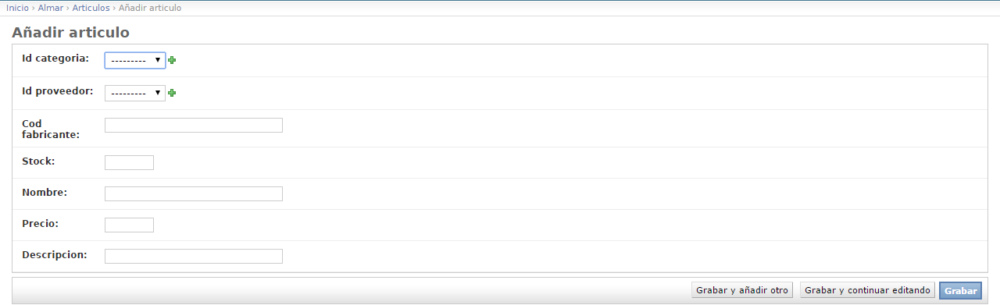 Inicio › Almar › Articulos › Añadir articulo
Añadir articulo
Id categoria: ---------
Id proveedor: ---------
Cod
fabricante:
Stock:
Nombre:
Precio:
Descripcion:
Grabar y añadir otro Grabar y continuar editando Grabar